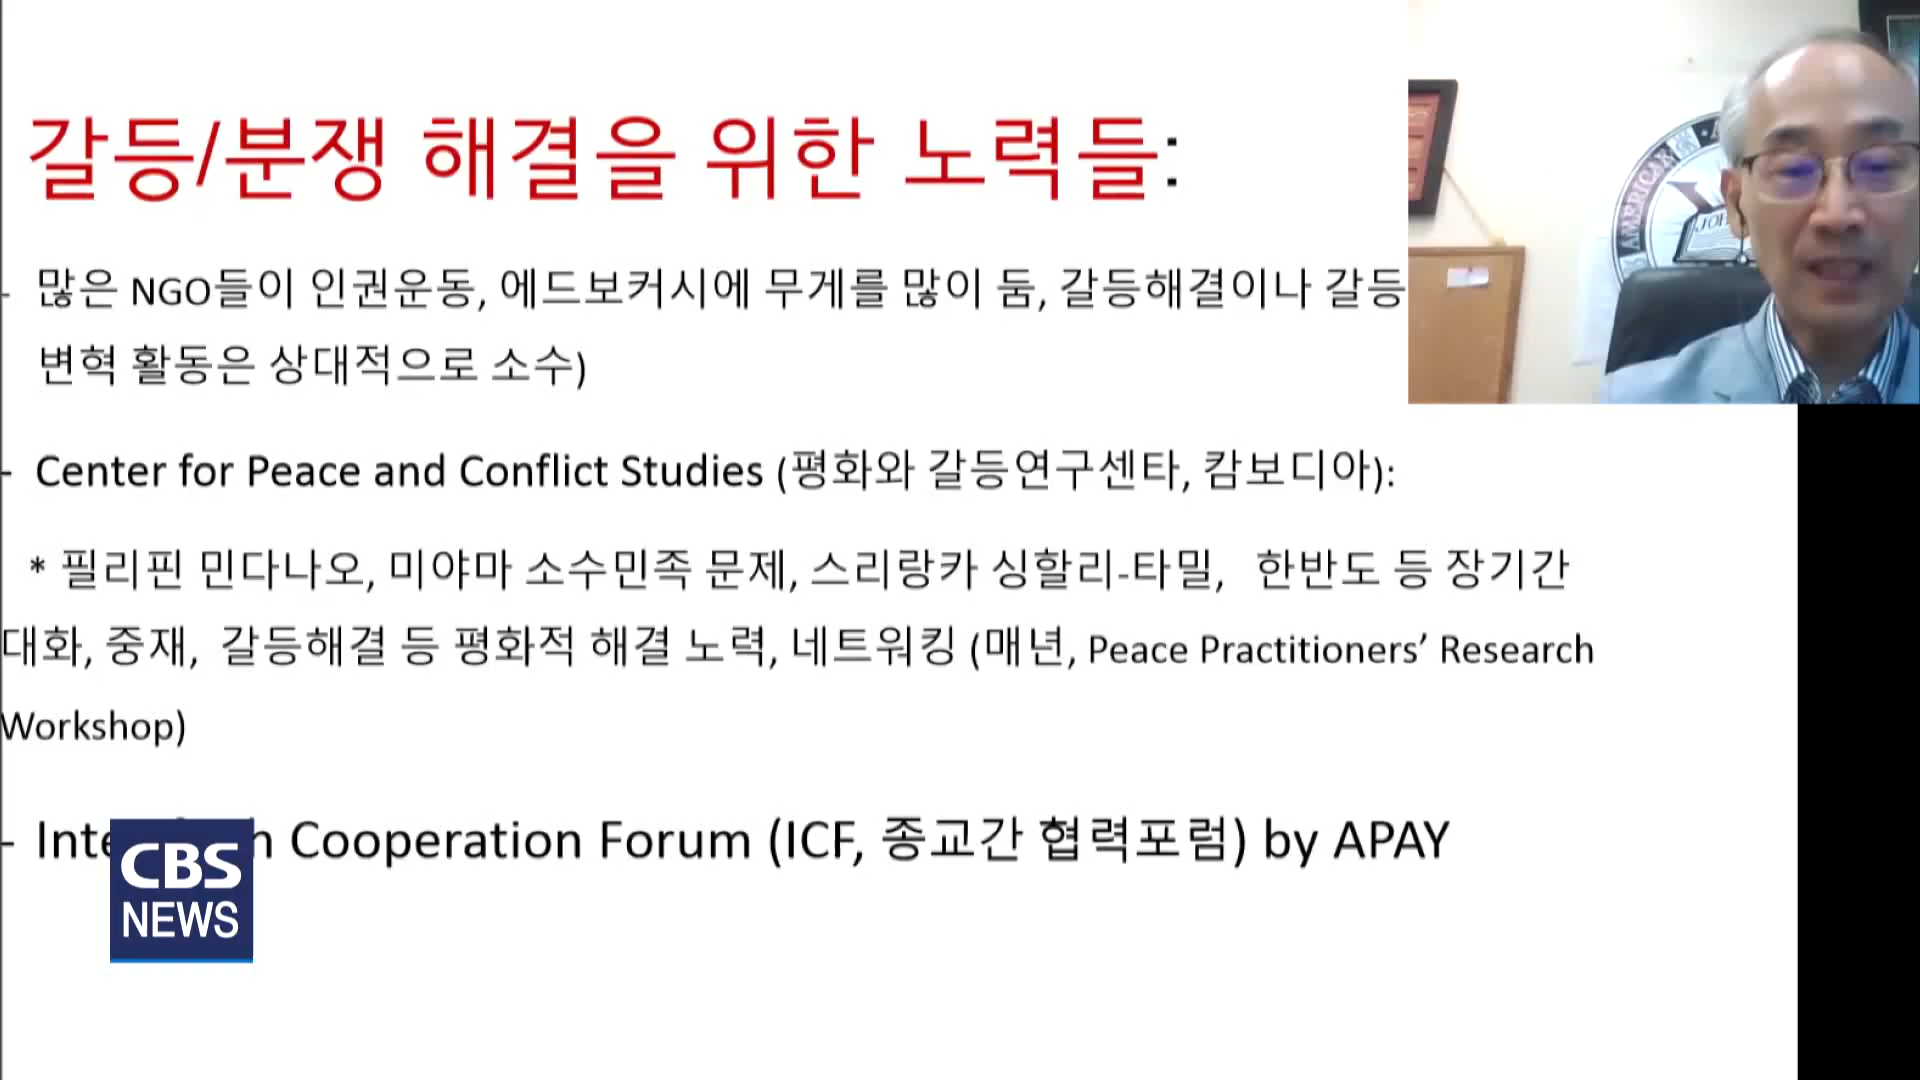 갈등/분쟁 해결을 위한 노력들:
- 많은 NGO들이 인권운동, 에드보커시에 무게를 많이 둠, 갈등해결이나 갈등
변혁 활동은 상대적으로 소수)
- Center for Peace and Conflict Studies (평화와 갈등연구센타, 캄보디아):
* 필리핀 민다나오, 미야마 소수민족 문제, 스리랑카 싱할리-타밀, 한반도 등 장기간
대화, 중재, 갈등해결 등 평화적 해결 노력, 네트워킹 (매년, Peace Practitioners’ Research
Workshop)
- Cooperation Forum (ICF, 종교간 협력포럼) by APAY
CBS
NEWS
AMERICAN